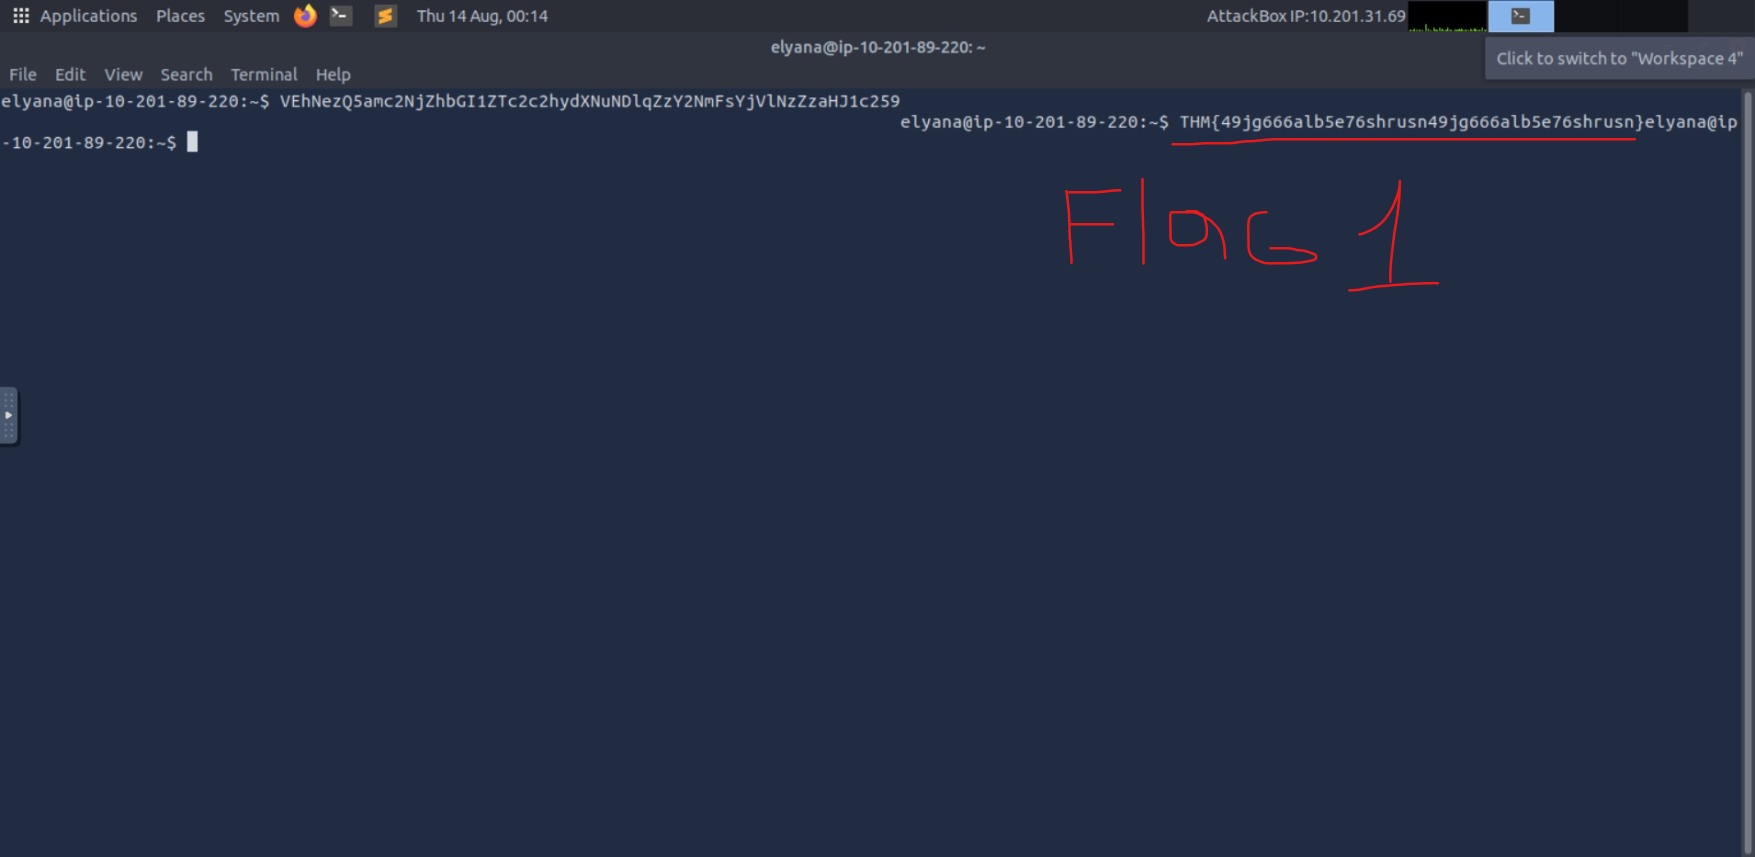 Applications Places System Thu 14 Aug, 00:14 AttackBox IP:10.201.31.69
elyana@ip-10-201-89-220: ~
Click to switch to "Workspace 4"
File Edit View Search Terminal Help
elyana@ip-10-201-89-220:~$ VEhNezQ5amc2NjZhbGI1ZTc2c2hydXNuNDlqZzY2NmFsYjVlNzZzaHJ1c259
elyana@ip-10-201-89-220:~$ THM{49jg666alb5e76shrusn49jg666alb5e76shrusn}elyana@ip
-10-201-89-220:~$
Flag 1